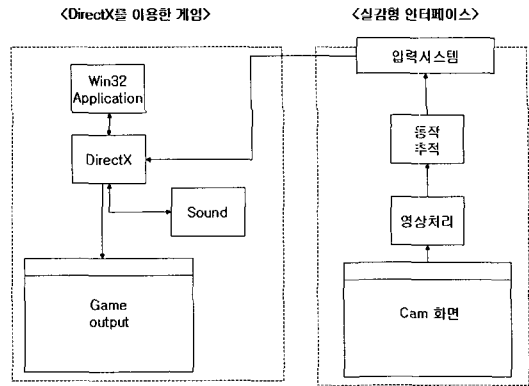 <DirectX를 이용한 게임>
<실감형 인터페이스>
입력시스템
Win32
Application
동작
추적
DirectX
Sound
영상처리
Game
output
Cam 화면